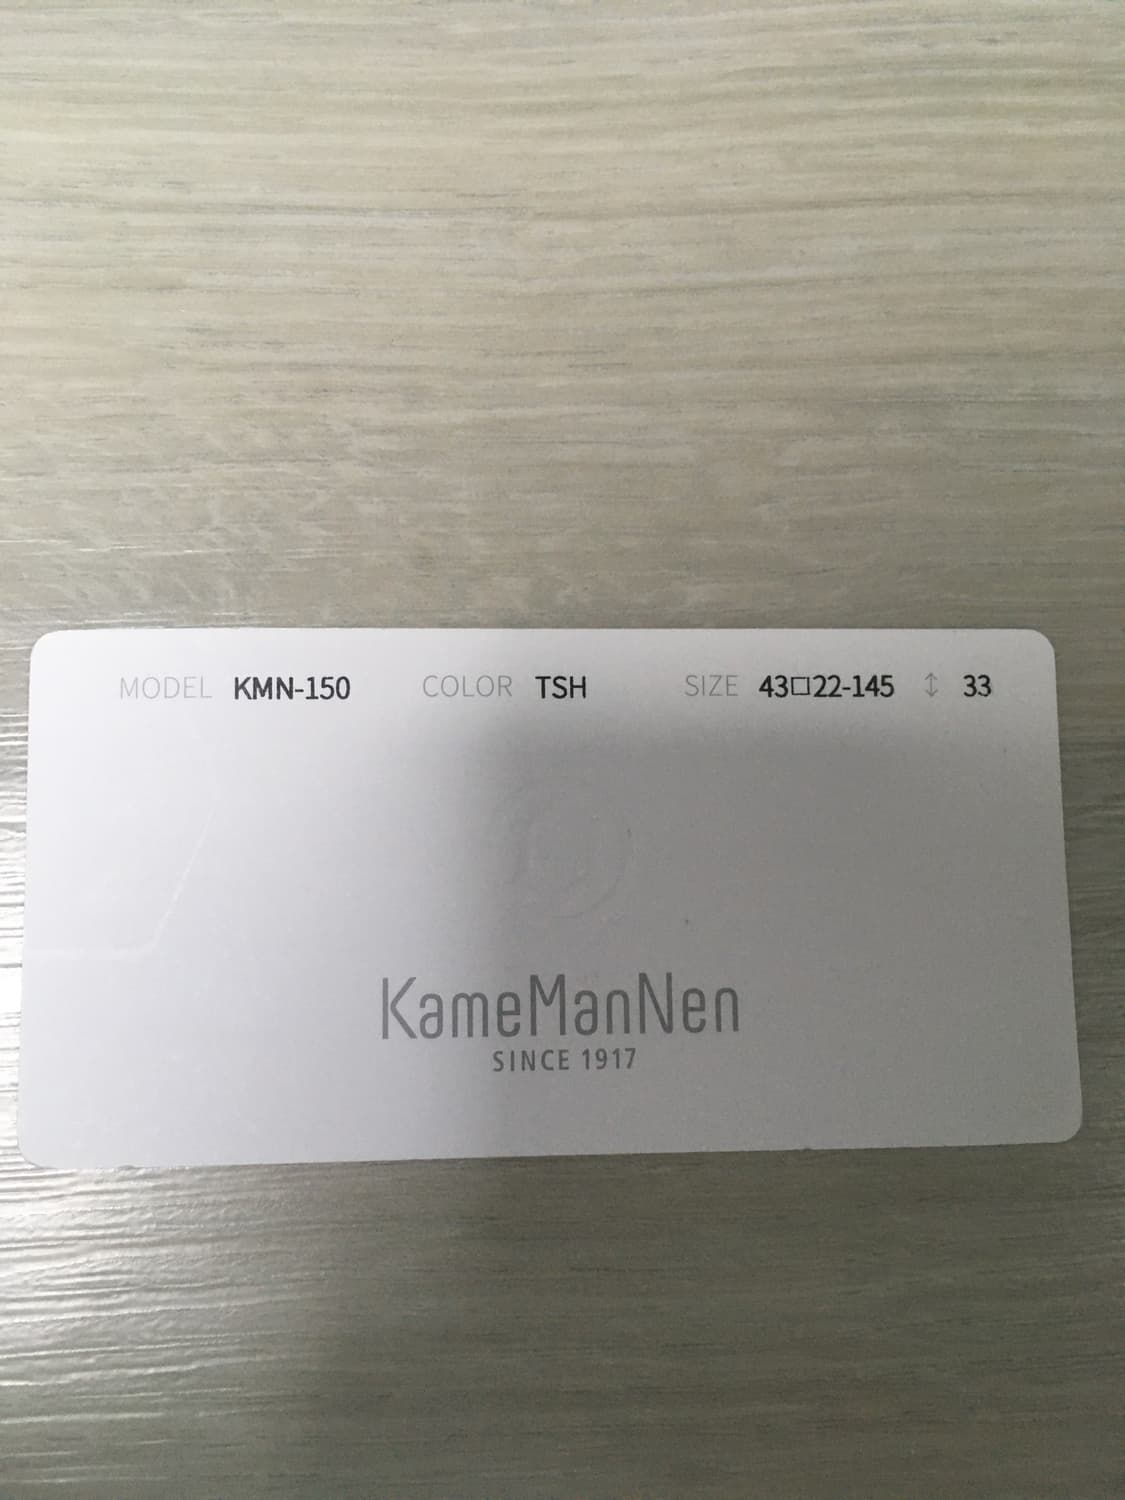 MODEL KMN-150 COLOR TSH SIZE 43□22-145 ↕ 33
KameManNen
SINCE 1917